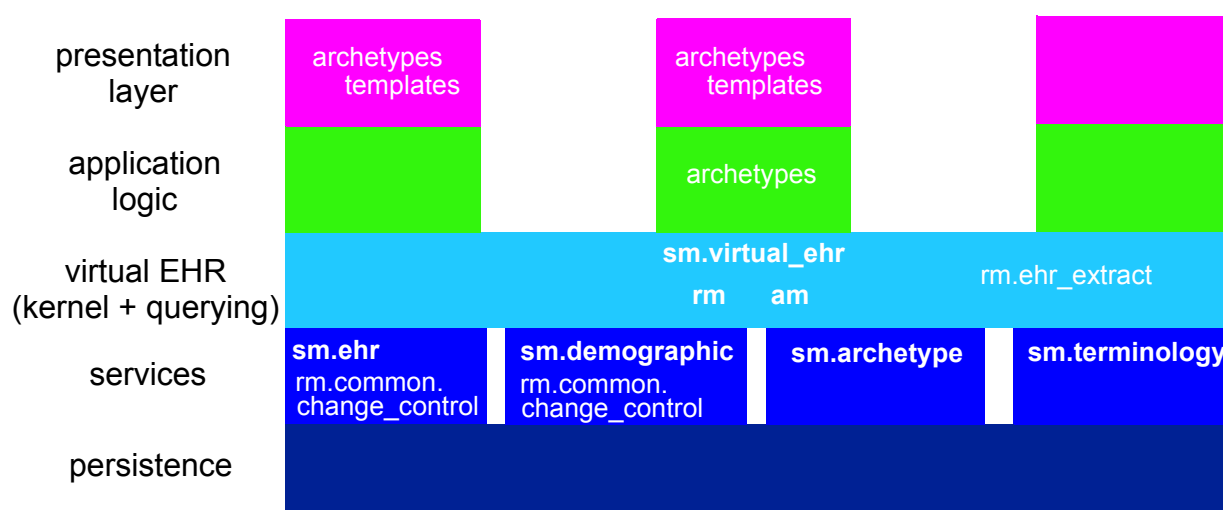 presentation
layer
archetypes
templates
archetypes
templates
application
logic
archetypes
virtual EHR
(kernel + querying)
sm.virtual_ehr
rm am
rm.ehr_extract
services
sm.ehr
rm.common.
change_control
sm.demographic
rm.common.
change_control
sm.archetype
sm.terminology
persistence